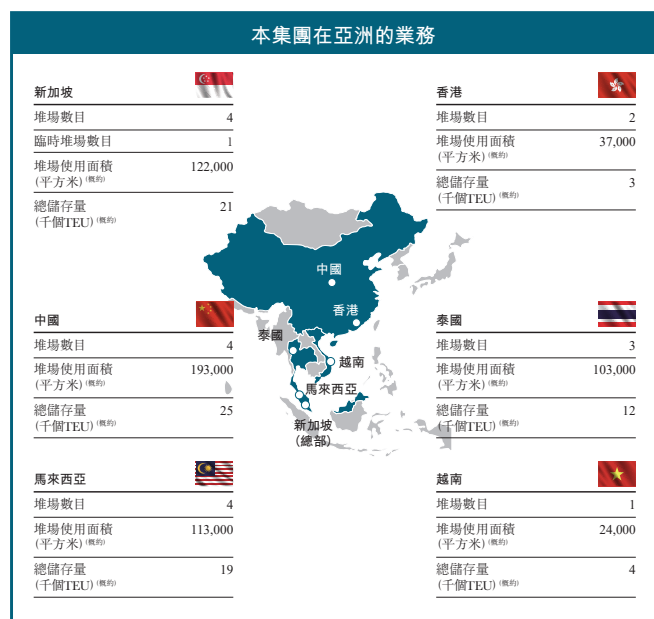 本集團在亞洲的業務
新加坡
堆場數目 4
臨時堆場數目 1
堆場使用面積 122,000
(平方米) (概約)
總儲存量 21
(千個TEU) (概約)
香港
堆場數目 2
堆場使用面積 37,000
(平方米) (概約)
總儲存量 3
(千個TEU) (概約)
中國
香港
泰國
越南
馬來西亞
新加坡
(總部)
中國
堆場數目 4
堆場使用面積 193,000
(平方米) (概約)
總儲存量 25
(千個TEU) (概約)
泰國
堆場數目 3
堆場使用面積 103,000
(平方米) (概約)
總儲存量 12
(千個TEU) (概約)
馬來西亞
堆場數目 4
堆場使用面積 113,000
(平方米) (概約)
總儲存量 19
(千個TEU) (概約)
越南
堆場數目 1
堆場使用面積 24,000
(平方米) (概約)
總儲存量 4
(千個TEU) (概約)